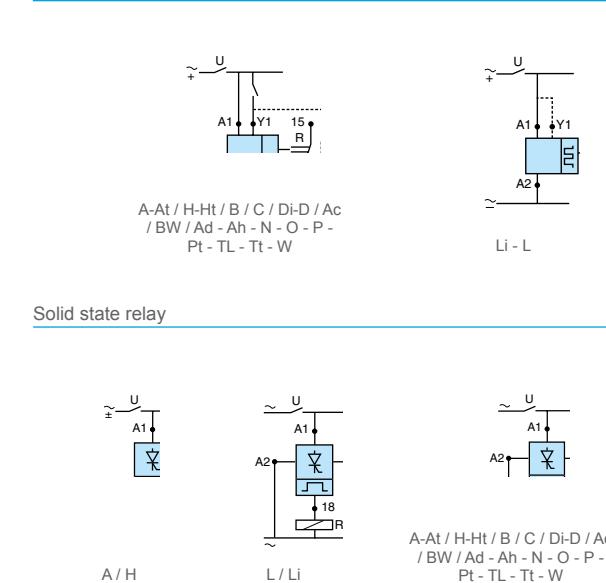 U
U
~
+
~
+
A1
Y1
15
R
A1
Y1
A2
~
–
A-At / H-Ht / B / C / Di-D / Ac
/ BW / Ad - Ah - N - O - P -
Pt - TL - Tt - W
Li - L
Solid state relay
U
U
U
~
±
~
~
A1
A1
A1
A2
A2
18
R
~
A-At / H-Ht / B / C / Di-D / Ac
/ BW / Ad - Ah - N - O - P -
Pt - TL - Tt - W
A / H
L / Li